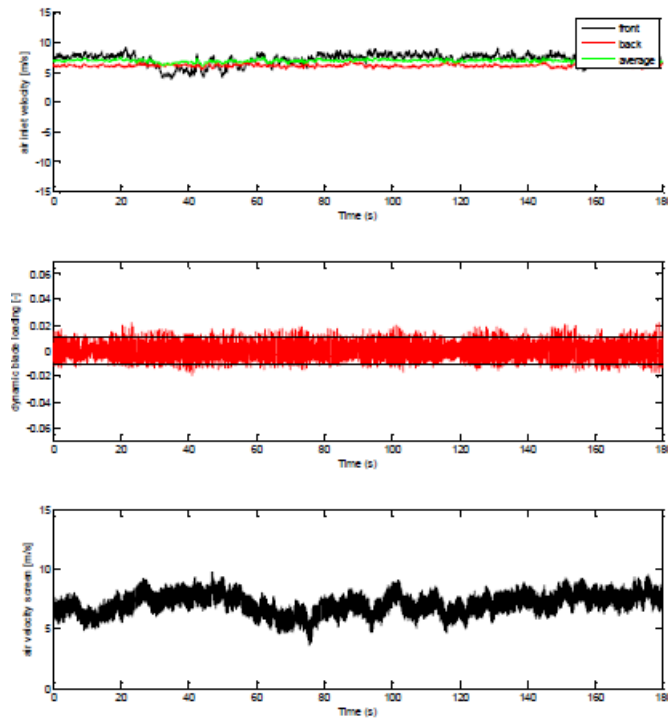 15
10
5
0
5
10
-15
0 20 40 60 80 100 120 140 160 180
Time (s)
air inlet velocity [m/s]
front
back
average
0.06
0.04
0.02
0
-0.02
-0.04
-0.06
0 20 40 60 80 100 120 140 160 180
Time (s)
dynamic blade loading [-]
15
10
5
0
0 20 40 60 80 100 120 140 160 180
Time (s)
air velocity screen [m/s]